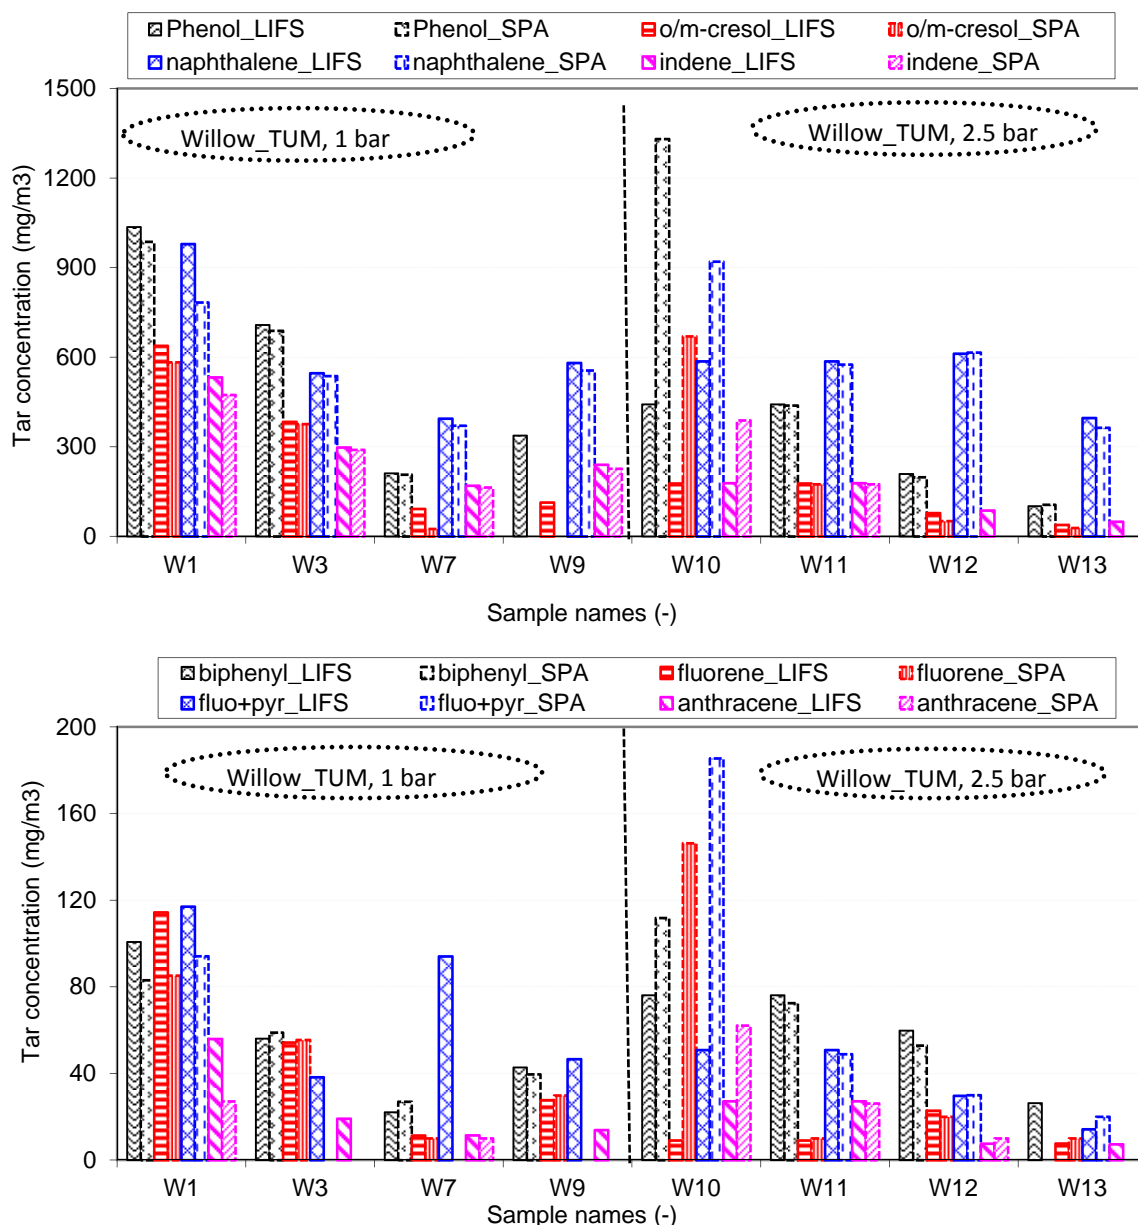 Phenol_LIFS Phenol_SPA o/m-cresol_LIFS o/m-cresol_SPA
naphthalene_LIFS naphthalene_SPA indene_LIFS indene_SPA
1500
1200
900
600
300
0
Tar concentration (mg/m3)
Willow_TUM, 1 bar
Willow_TUM, 2.5 bar
W1 W3 W7 W9 W10 W11 W12 W13
Sample names (-)
biphenyl_LIFS biphenyl_SPA fluorene_LIFS fluorene_SPA
fluo+pyr_LIFS fluo+pyr_SPA anthracene_LIFS anthracene_SPA
200
160
120
80
40
0
Tar concentration (mg/m3)
Willow_TUM, 1 bar
Willow_TUM, 2.5 bar
W1 W3 W7 W9 W10 W11 W12 W13
Sample names (-)